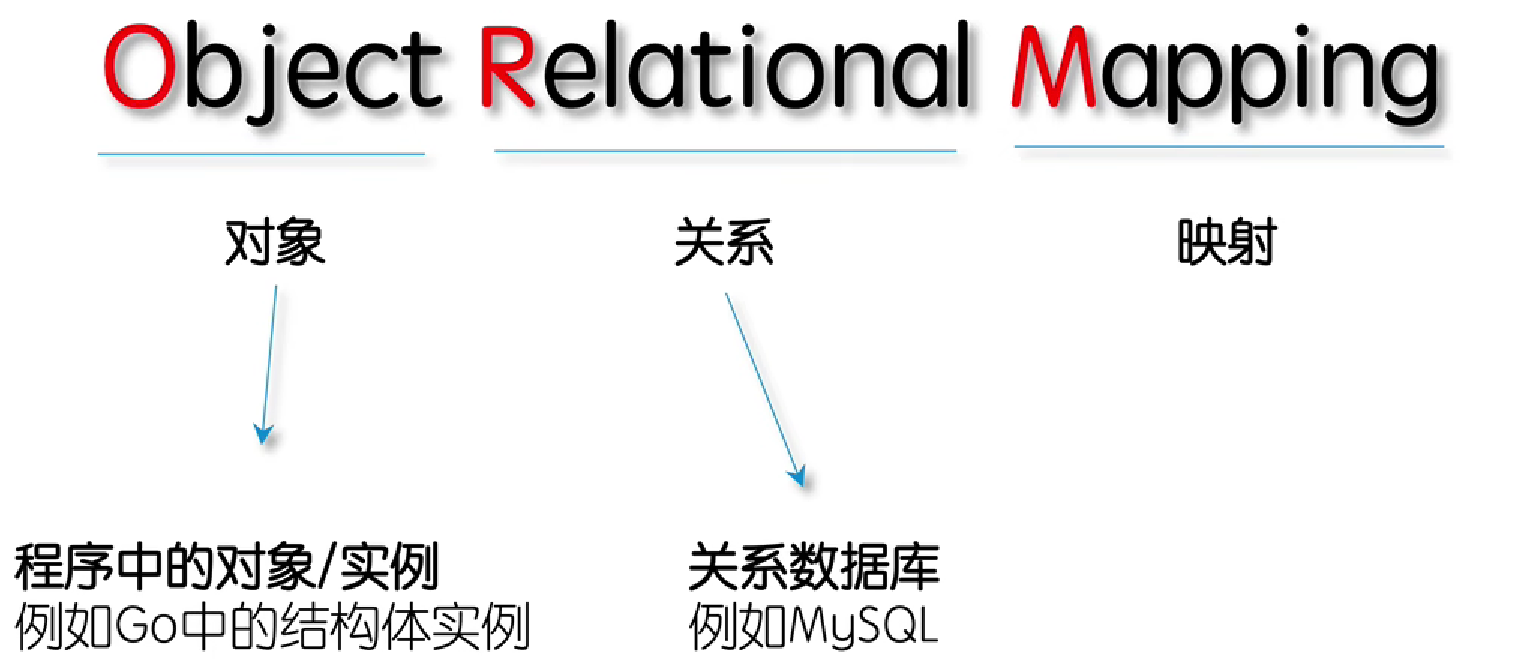 Object Relational Mapping
对象
关系
映射
程序中的对象/实例
例如Go中的结构体实例
关系数据库
例如MySQL